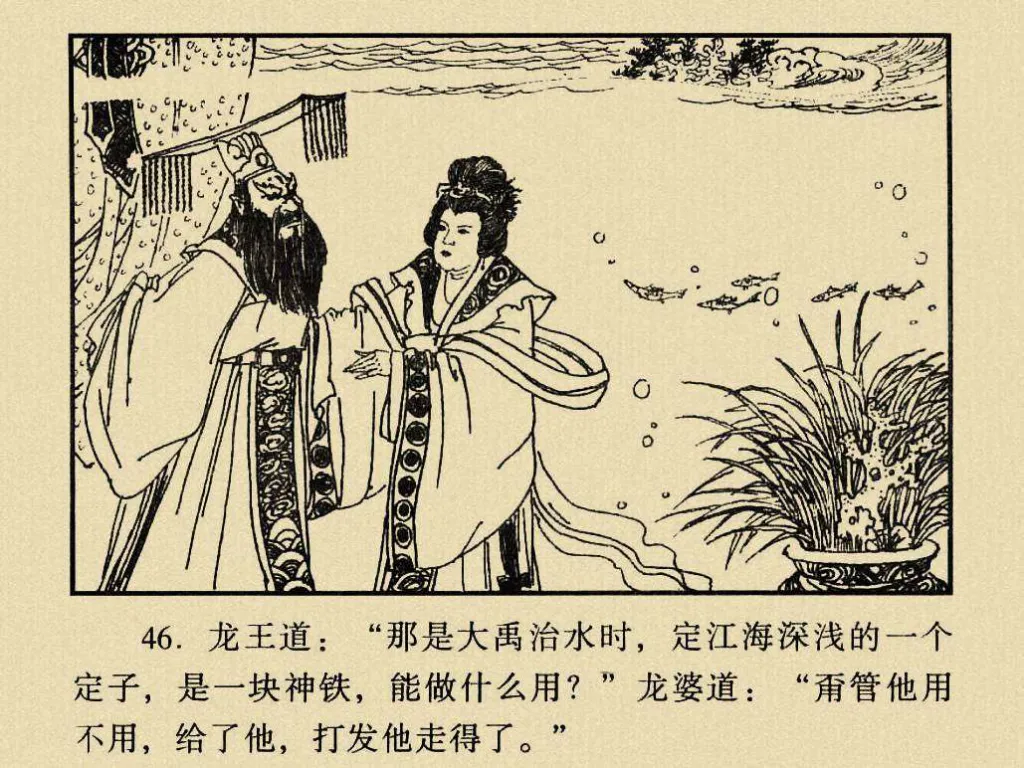 46. 龙王道：“那是大禹治水时，定江海深浅的一个
定子，是一块神铁，能做什么用？”龙婆道：“甭管他用
不用，给了他，打发他走得了。”